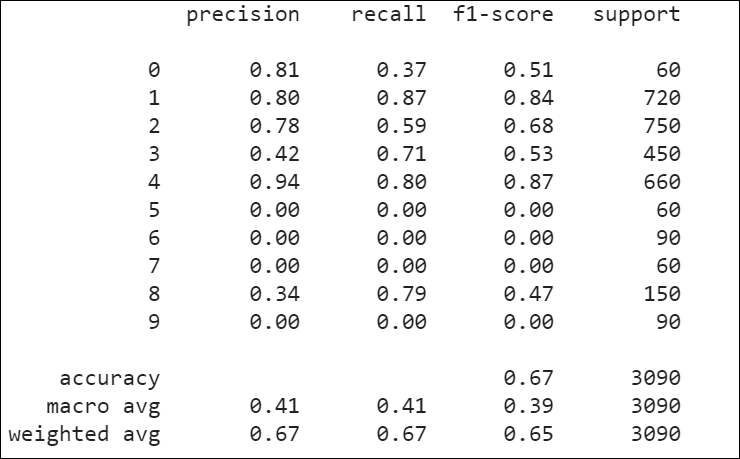 precision recall f1-score support
0 0.81 0.37 0.51 60
1 0.80 0.87 0.84 720
2 0.78 0.59 0.68 750
3 0.42 0.71 0.53 450
4 0.94 0.80 0.87 660
5 0.00 0.00 0.00 60
6 0.00 0.00 0.00 90
7 0.00 0.00 0.00 60
8 0.34 0.79 0.47 150
9 0.00 0.00 0.00 90
accuracy 0.67 3090
macro avg 0.41 0.41 0.39 3090
weighted avg 0.67 0.67 0.65 3090